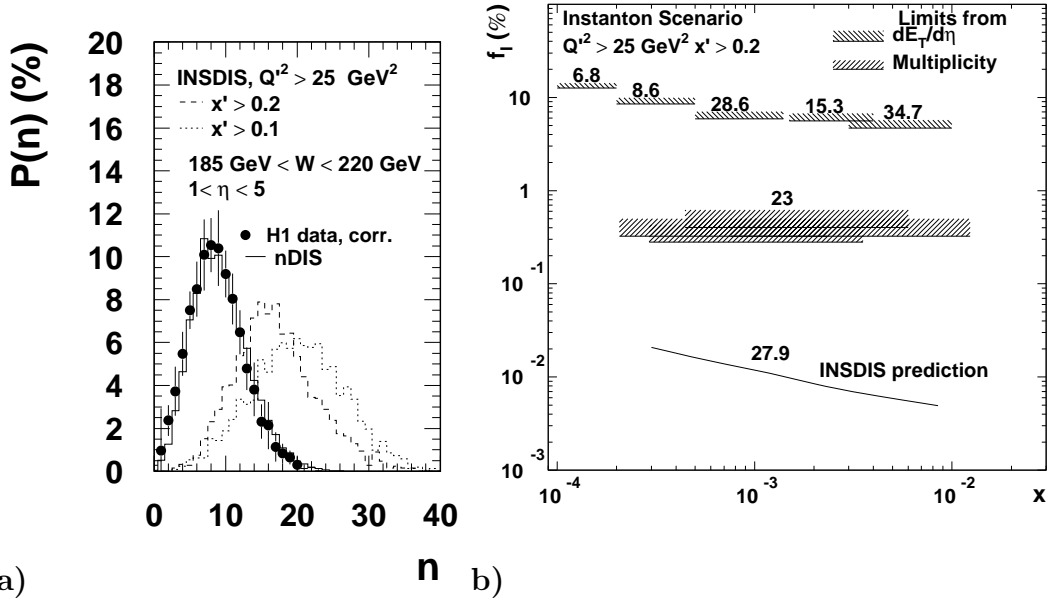 P(n) (%)
20
18
16
14
12
10
8
6
4
2
0
INSDIS, Q'² > 25 GeV²
x' > 0.2
x' > 0.1
185 GeV < W < 220 GeV
1< η < 5
H1 data, corr.
nDIS
0 10 20 30 40
n
a)
f_I (%)
Instanton Scenario
Q'² > 25 GeV² x' > 0.2
Limits from
dE_T/dη
Multiplicity
6.8
8.6
28.6
15.3
34.7
23
27.9
INSDIS prediction
10
1
10⁻¹
10⁻²
10⁻³
10⁻⁴ 10⁻³ 10⁻² x
b)